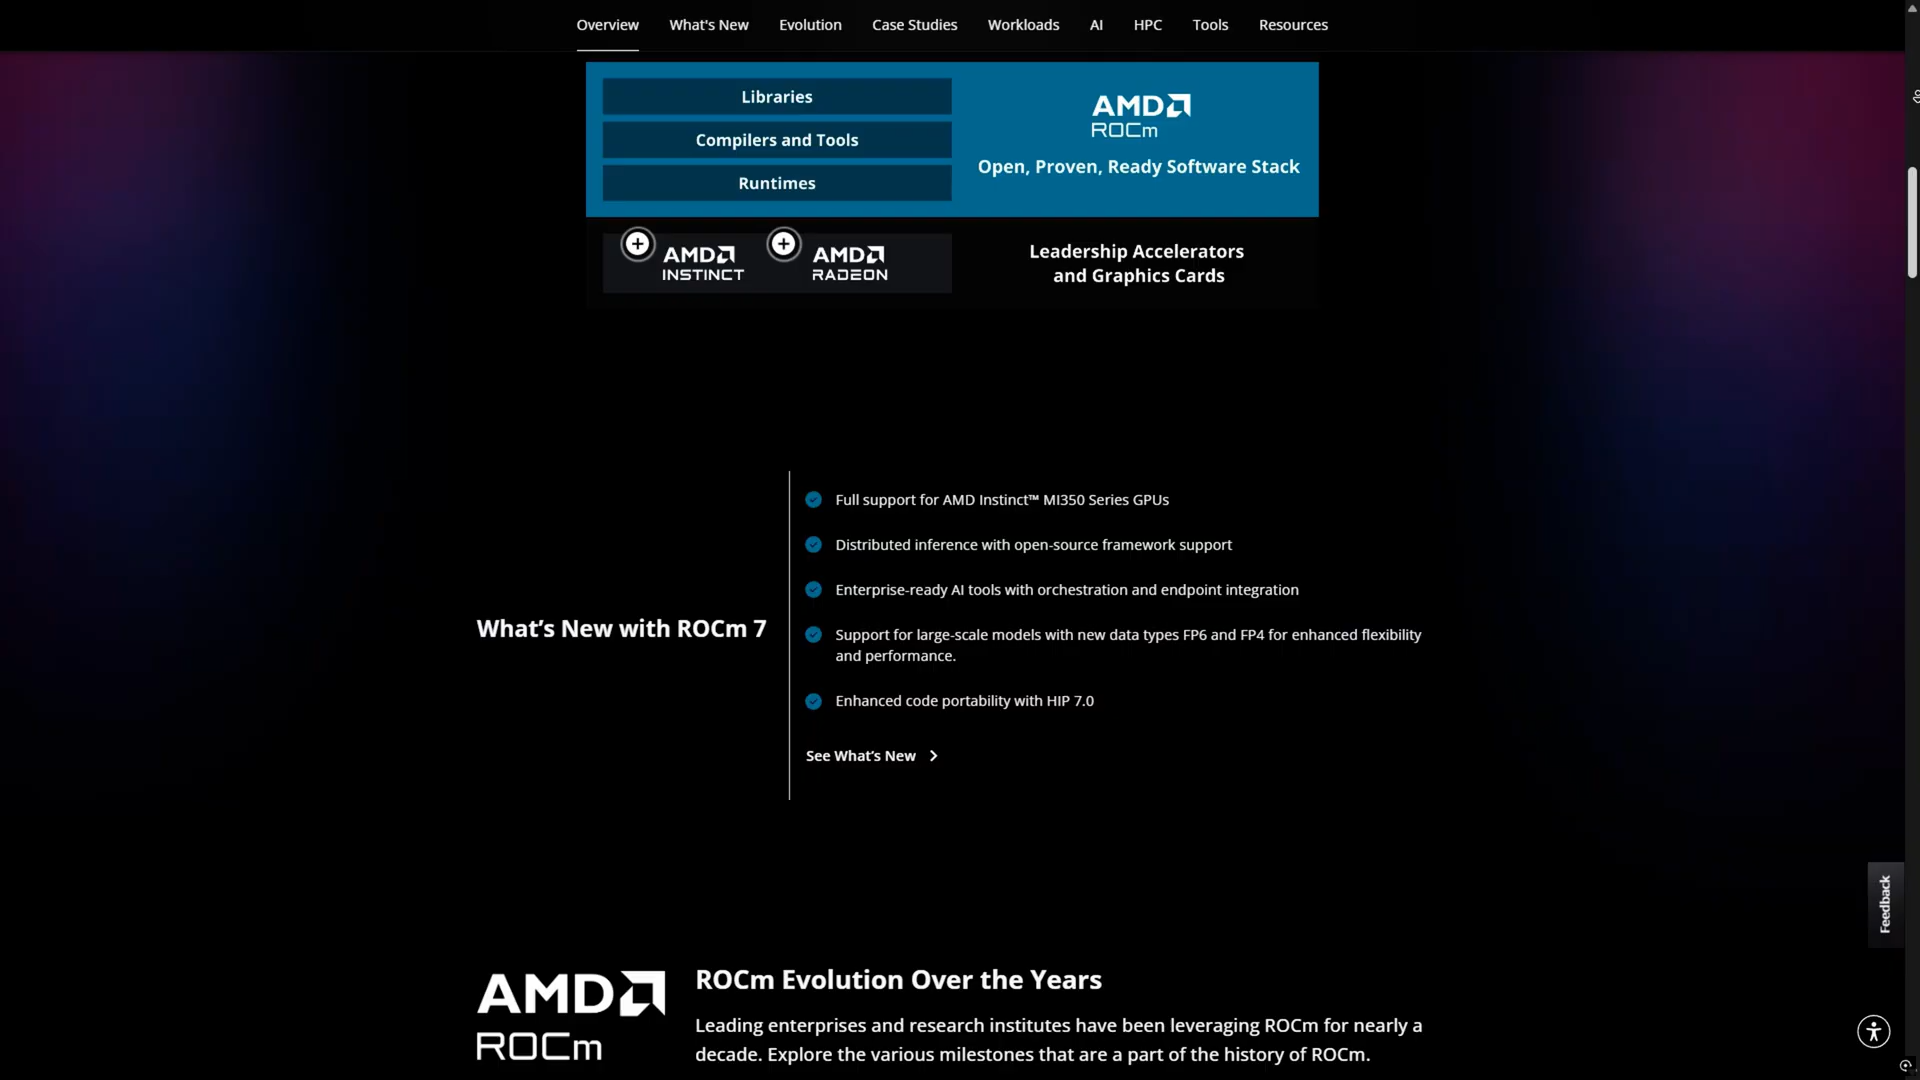 Overview What's New Evolution Case Studies Workloads AI HPC Tools Resources
Libraries
Compilers and Tools
Runtimes
AMD
ROCm
Open, Proven, Ready Software Stack
AMD
INSTINCT
AMD
RADEON
Leadership Accelerators
and Graphics Cards
What’s New with ROCm 7
Full support for AMD Instinct™ MI350 Series GPUs
Distributed inference with open-source framework support
Enterprise-ready AI tools with orchestration and endpoint integration
Support for large-scale models with new data types FP6 and FP4 for enhanced flexibility
and performance.
Enhanced code portability with HIP 7.0
See What’s New
Feedback
AMD
ROCm
ROCm Evolution Over the Years
Leading enterprises and research institutes have been leveraging ROCm for nearly a
decade. Explore the various milestones that are a part of the history of ROCm.